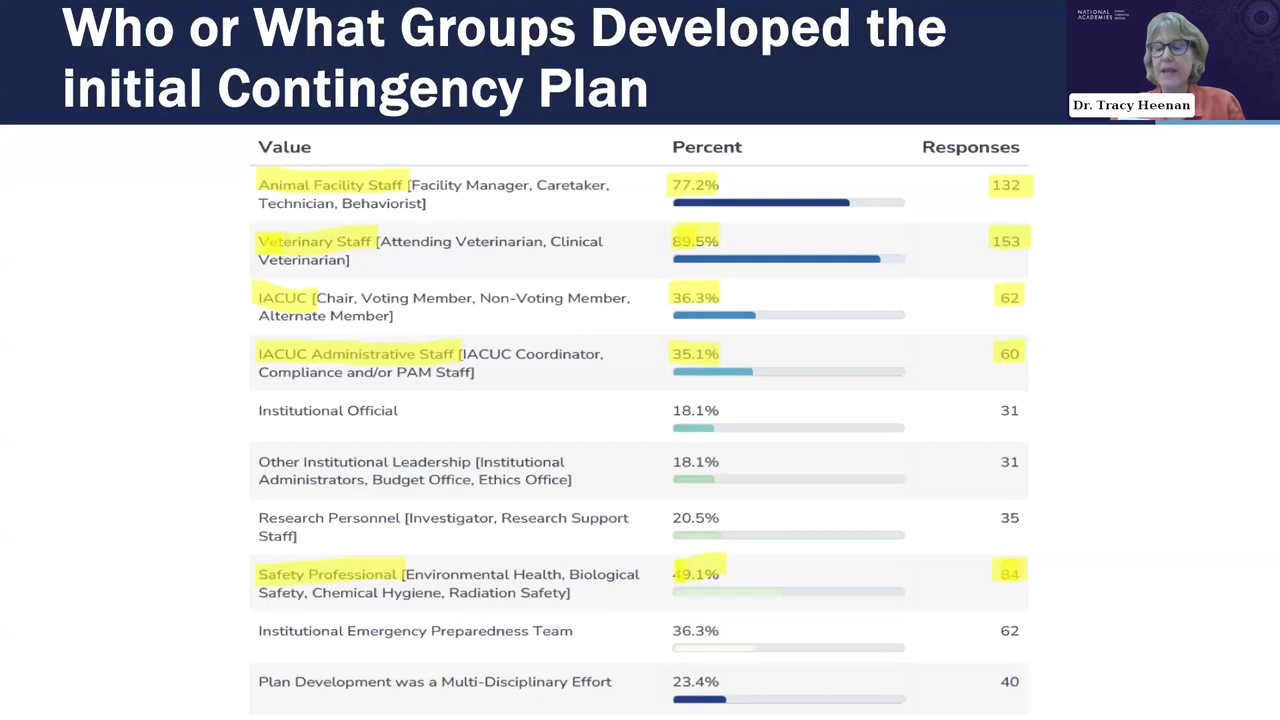 Who or What Groups Developed the
initial Contingency Plan
NATIONAL
ACADEMIES
Dr. Tracy Heenan
Value Percent Responses
Animal Facility Staff [Facility Manager, Caretaker,
Technician, Behaviorist]
77.2% 132
Veterinary Staff [Attending Veterinarian, Clinical
Veterinarian]
89.5% 153
IACUC [Chair, Voting Member, Non-Voting Member,
Alternate Member]
36.3% 62
IACUC Administrative Staff [IACUC Coordinator,
Compliance and/or PAM Staff]
35.1% 60
Institutional Official 18.1% 31
Other Institutional Leadership [Institutional
Administrators, Budget Office, Ethics Office]
18.1% 31
Research Personnel [Investigator, Research Support
Staff]
20.5% 35
Safety Professional [Environmental Health, Biological
Safety, Chemical Hygiene, Radiation Safety]
49.1% 84
Institutional Emergency Preparedness Team 36.3% 62
Plan Development was a Multi-Disciplinary Effort 23.4% 40